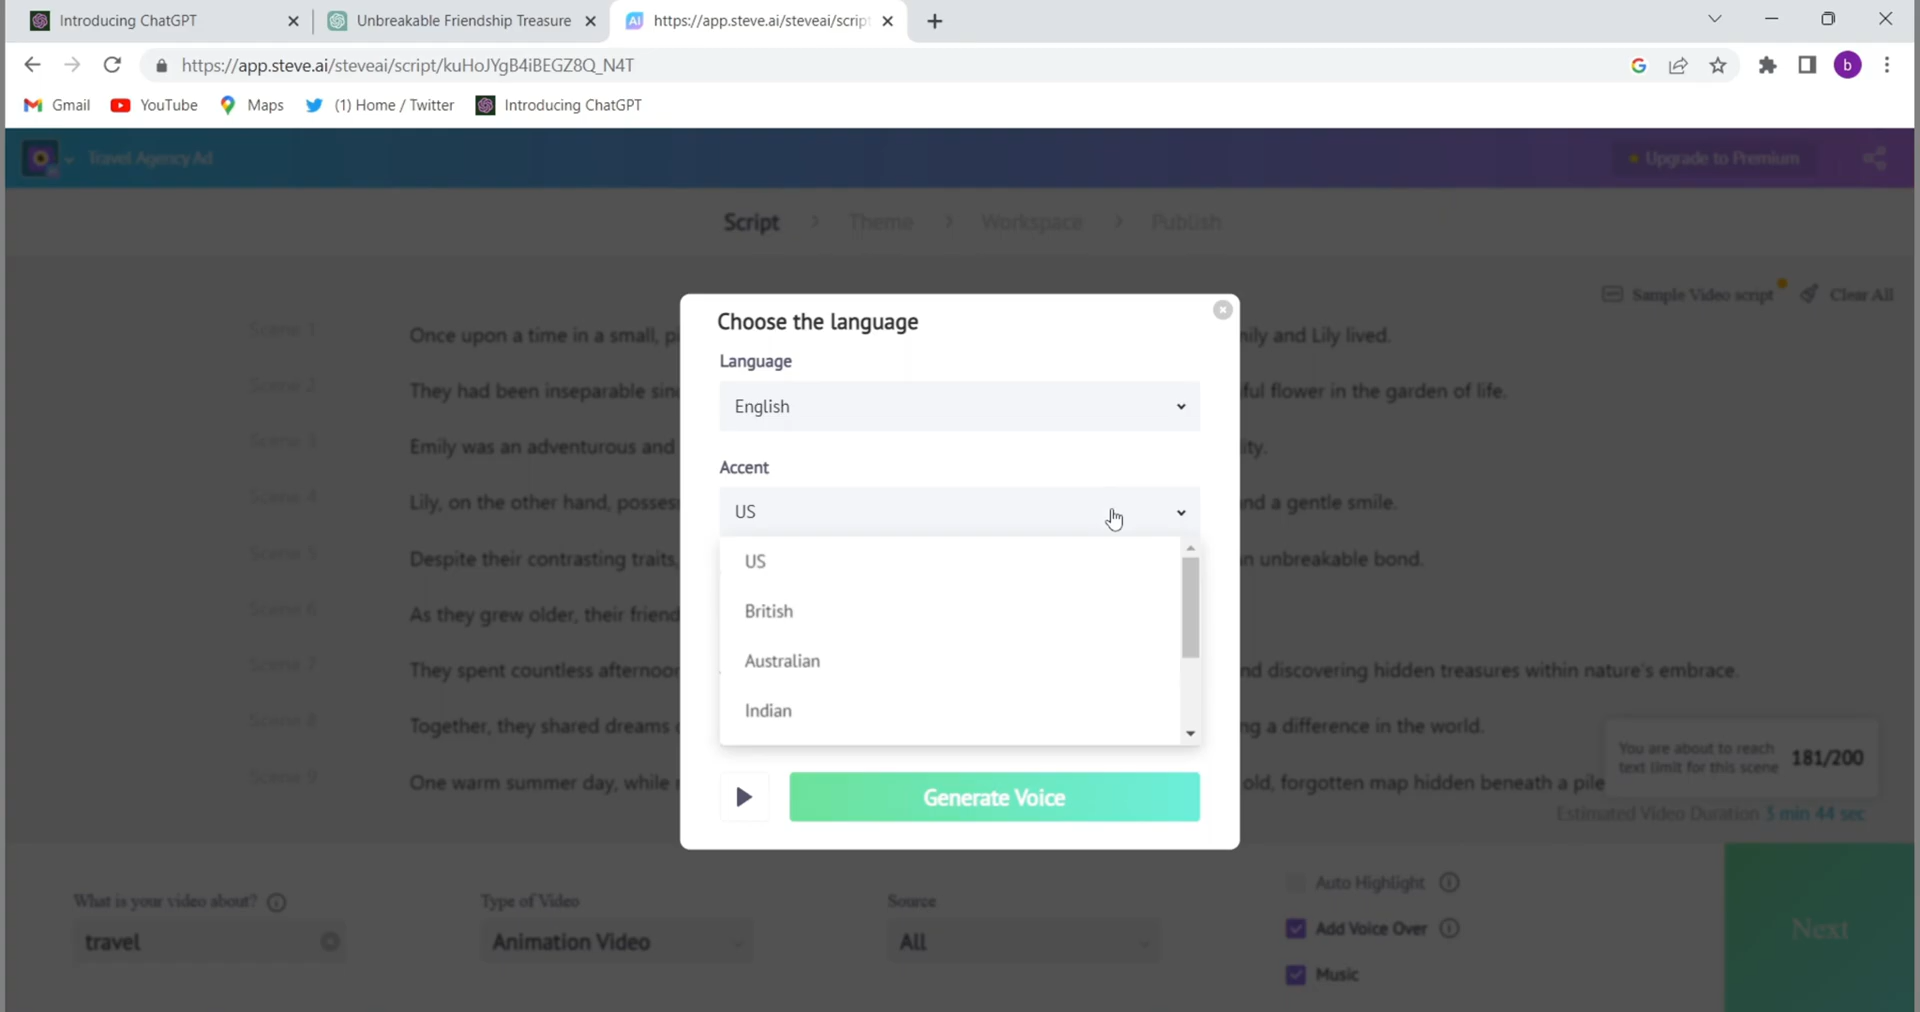 Introducing ChatGPT
Unbreakable Friendship Treasure
https://app.steve.ai/steveai/script
https://app.steve.ai/steveai/script/kuHoJYgB4iBEGZ8Q_N4T
b
Gmail
YouTube
Maps
(1) Home / Twitter
Introducing ChatGPT
Travel Agency Ad
Upgrade to Premium
Script > Theme > Workspace > Publish
Sample Video script
Clear All
Choose the language
Language
English
Accent
US
US
British
Australian
Indian
Generate Voice
Scene 1 Once upon a time in a small, ily and Lily lived.
Scene 2 They had been inseparable ful flower in the garden of life.
Scene 3 Emily was an adventurous and ity.
Scene 4 Lily, on the other hand, nd a gentle smile.
Scene 5 Despite their contrasting traits, n unbreakable bond.
Scene 6 As they grew older, their friend
Scene 7 They spent countless afternoo nd discovering hidden treasures within nature's embrace.
Scene 8 Together, they shared dreams g a difference in the world.
Scene 9 One warm summer day, while old, forgotten map hidden beneath a pile
You are about to reach
text limit for this scene
181/200
Estimated Video Duration 3 min 44 sec
What is your video about?
travel
Type of Video
Animation Video
Source
All
Auto Highlight
Add Voice Over
Music
Next